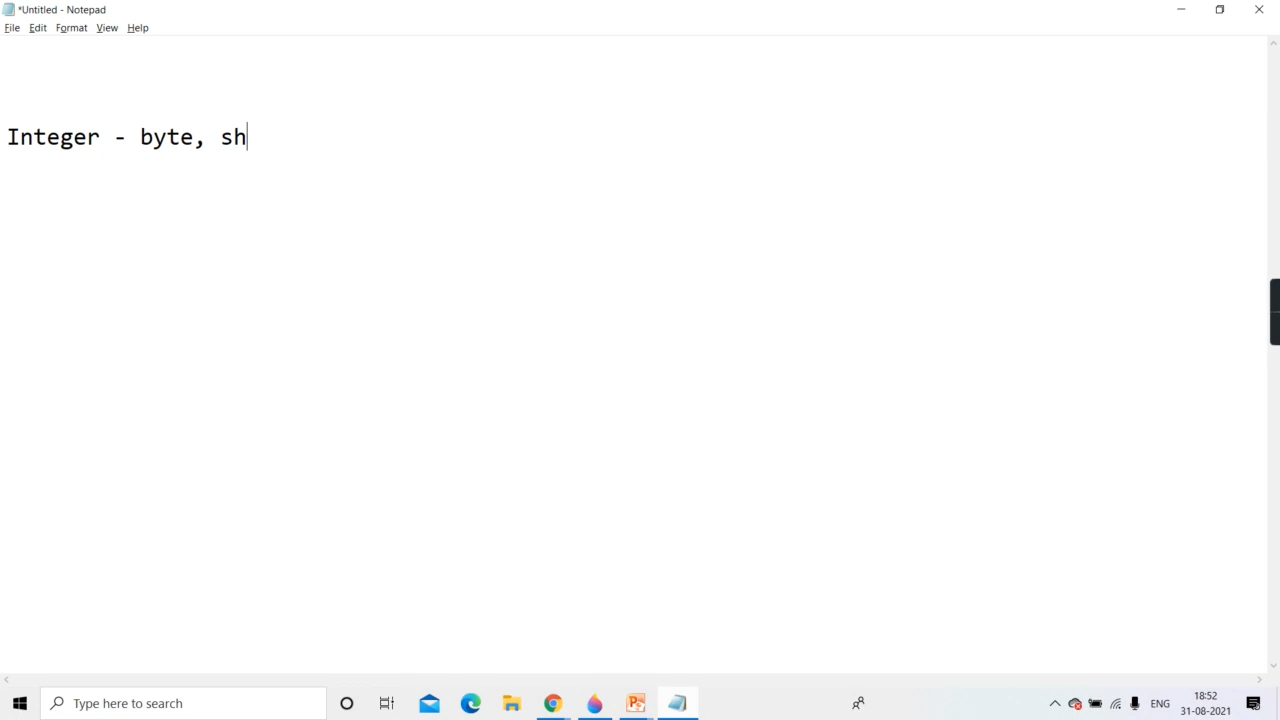 *Untitled - Notepad
File Edit Format View Help
Integer - byte, sh
Type here to search
ENG
18:52
31-08-2021